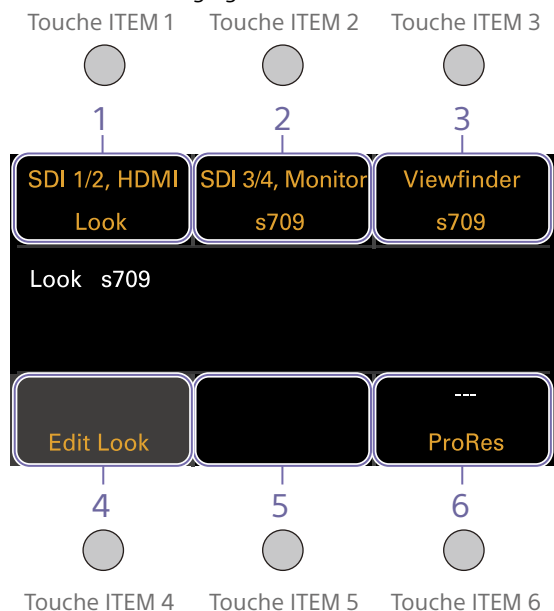 Touche ITEM 1 Touche ITEM 2 Touche ITEM 3
1 2 3
SDI 1/2, HDMI SDI 3/4, Monitor Viewfinder
Look s709 s709
Look s709
---
Edit Look ProRes
4 5 6
Touche ITEM 4 Touche ITEM 5 Touche ITEM 6